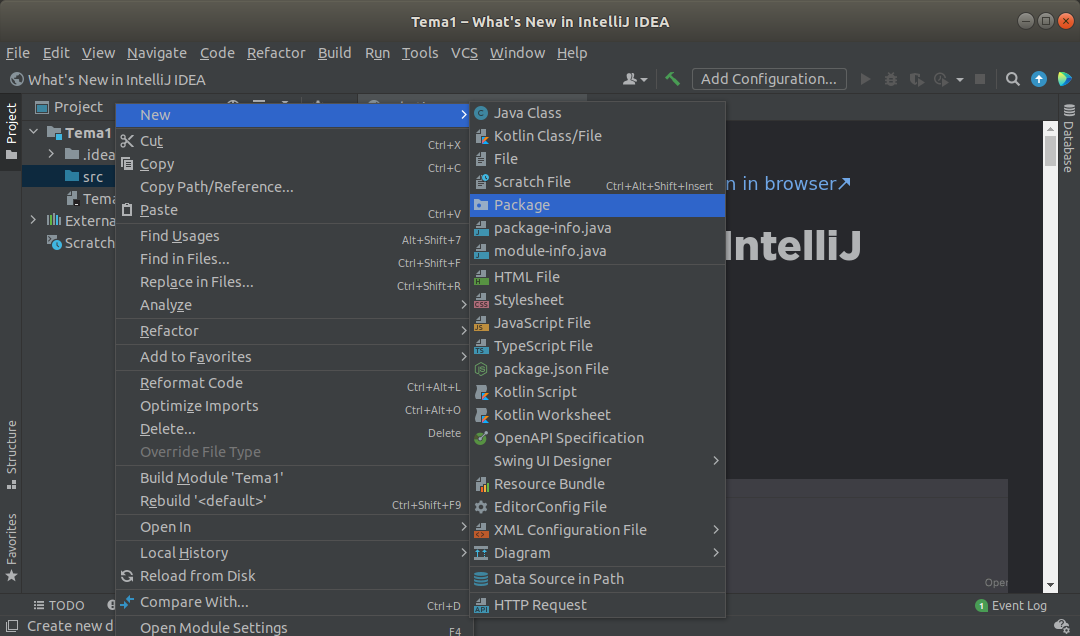 Tema1 – What's New in IntelliJ IDEA
File Edit View Navigate Code Refactor Build Run Tools VCS Window Help
What's New in IntelliJ IDEA
Add Configuration...
Project
Project
Tema1
.idea
src
Tema
Externa
Scratch
Structure
Favorites
New
Cut Ctrl+X
Copy Ctrl+C
Copy Path/Reference...
Paste Ctrl+V
Find Usages Alt+Shift+7
Find in Files... Ctrl+Shift+F
Replace in Files... Ctrl+Shift+R
Analyze
Refactor
Add to Favorites
Reformat Code Ctrl+Alt+L
Optimize Imports Ctrl+Alt+O
Delete... Delete
Override File Type
Build Module 'Tema1'
Rebuild '<default>' Ctrl+Shift+F9
Open In
Local History
Reload from Disk
Compare With... Ctrl+D
Open Module Settings F4
Java Class
Kotlin Class/File
File
Scratch File Ctrl+Alt+Shift+Insert
Package
package-info.java
module-info.java
HTML File
Stylesheet
JavaScript File
TypeScript File
package.json File
Kotlin Script
Kotlin Worksheet
OpenAPI Specification
Swing UI Designer
Resource Bundle
EditorConfig File
XML Configuration File
Diagram
Data Source in Path
HTTP Request
n in browser↗
IntelliJ
Open
Database
TODO
1 Event Log
Create new d